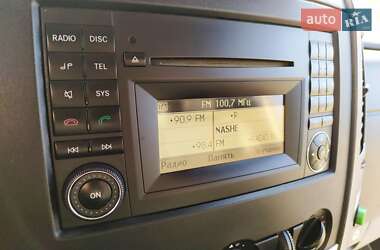 auto RIA
RADIO DISC
TEL
SYS
FM 100,7 МГц
90.9 FM
NASHE
98.4 FM
Радио Память
ON